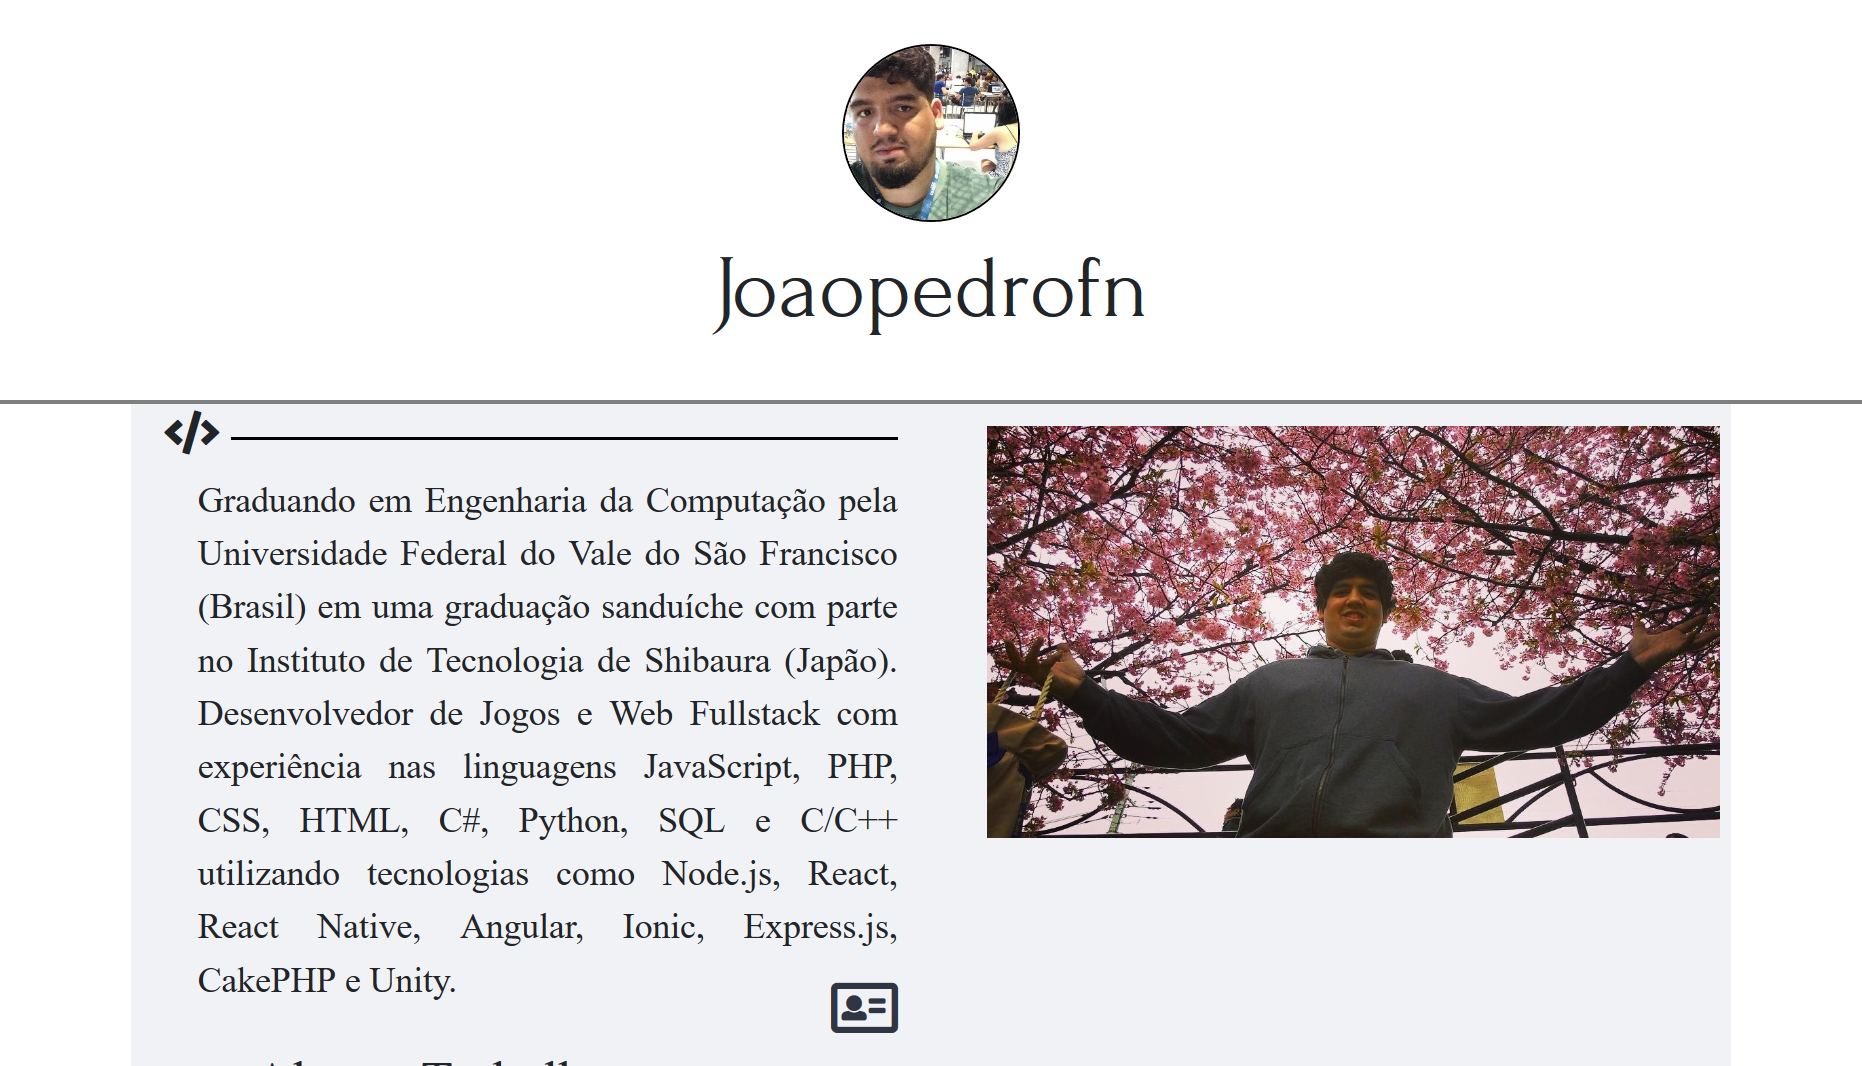 Joaopedrofn
Graduando em Engenharia da Computação pela
Universidade Federal do Vale do São Francisco
(Brasil) em uma graduação sanduíche com parte
no Instituto de Tecnologia de Shibaura (Japão).
Desenvolvedor de Jogos e Web Fullstack com
experiência nas linguagens JavaScript, PHP,
CSS, HTML, C#, Python, SQL e C/C++
utilizando tecnologias como Node.js, React,
React Native, Angular, Ionic, Express.js,
CakePHP e Unity.